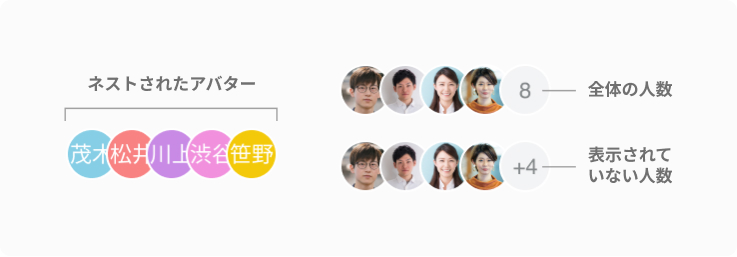 ネストされたアバター
茂木
松井
川上
渋谷
笹野
8
全体の人数
+4
表示されて
いない人数